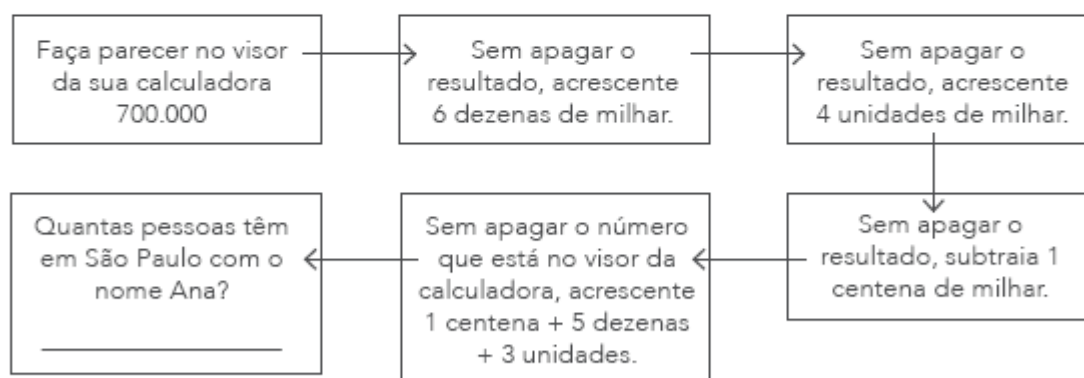 Faça parecer no visor
da sua calculadora
700.000
Sem apagar o
resultado, acrescente
6 dezenas de milhar.
Sem apagar o
resultado, acrescente
4 unidades de milhar.
Sem apagar o
resultado, subtraia 1
centena de milhar.
Sem apagar o número
que está no visor da
calculadora, acrescente
1 centena + 5 dezenas
+ 3 unidades.
Quantas pessoas têm
em São Paulo com o
nome Ana?